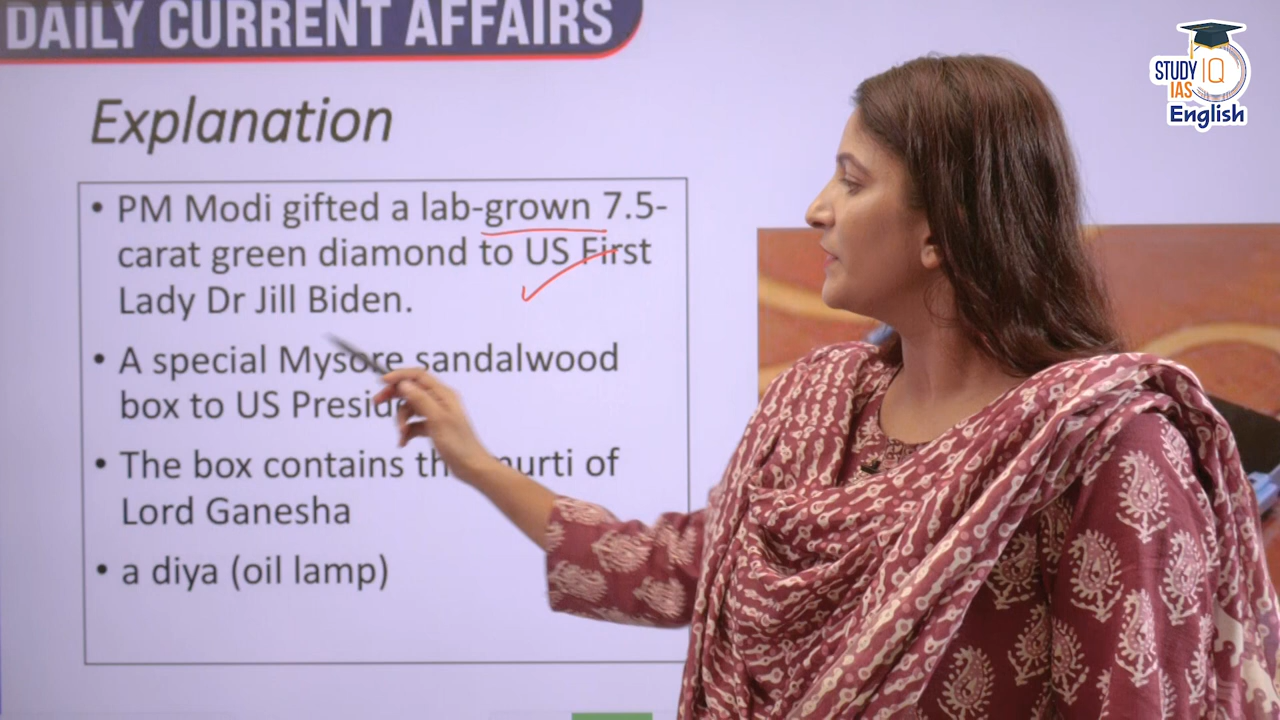 DAILY CURRENT AFFAIRS
STUDY IQ
IAS
English
Explanation
• PM Modi gifted a lab-grown 7.5-
carat green diamond to US First
Lady Dr Jill Biden.
• A special Mysore sandalwood
box to US
• The box contains murti of
Lord Ganesha
• a diya (oil lamp)